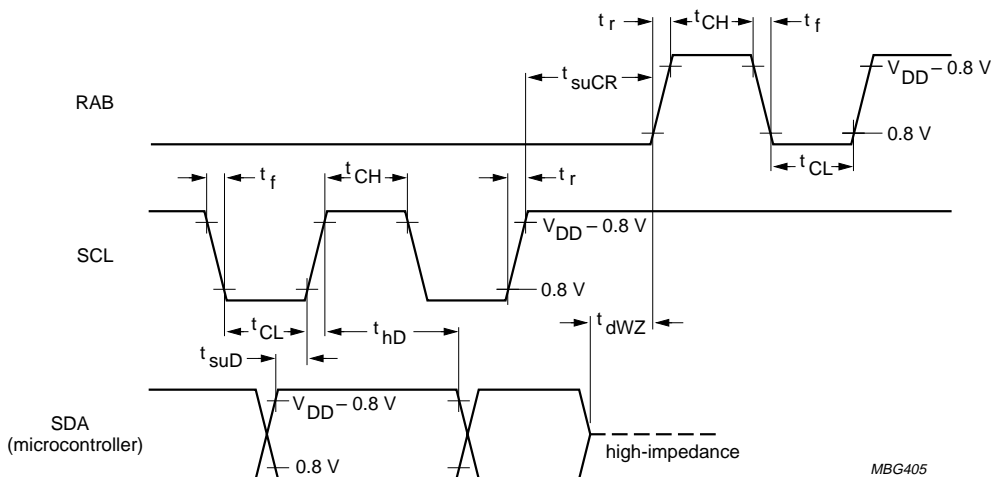 t r
t CH
t f
t suCR
V DD – 0.8 V
RAB
0.8 V
t CL
t f
t CH
t r
V DD – 0.8 V
SCL
0.8 V
t CL
t hD
t dWZ
t suD
V DD – 0.8 V
SDA
(microcontroller)
0.8 V
high-impedance
MBG405